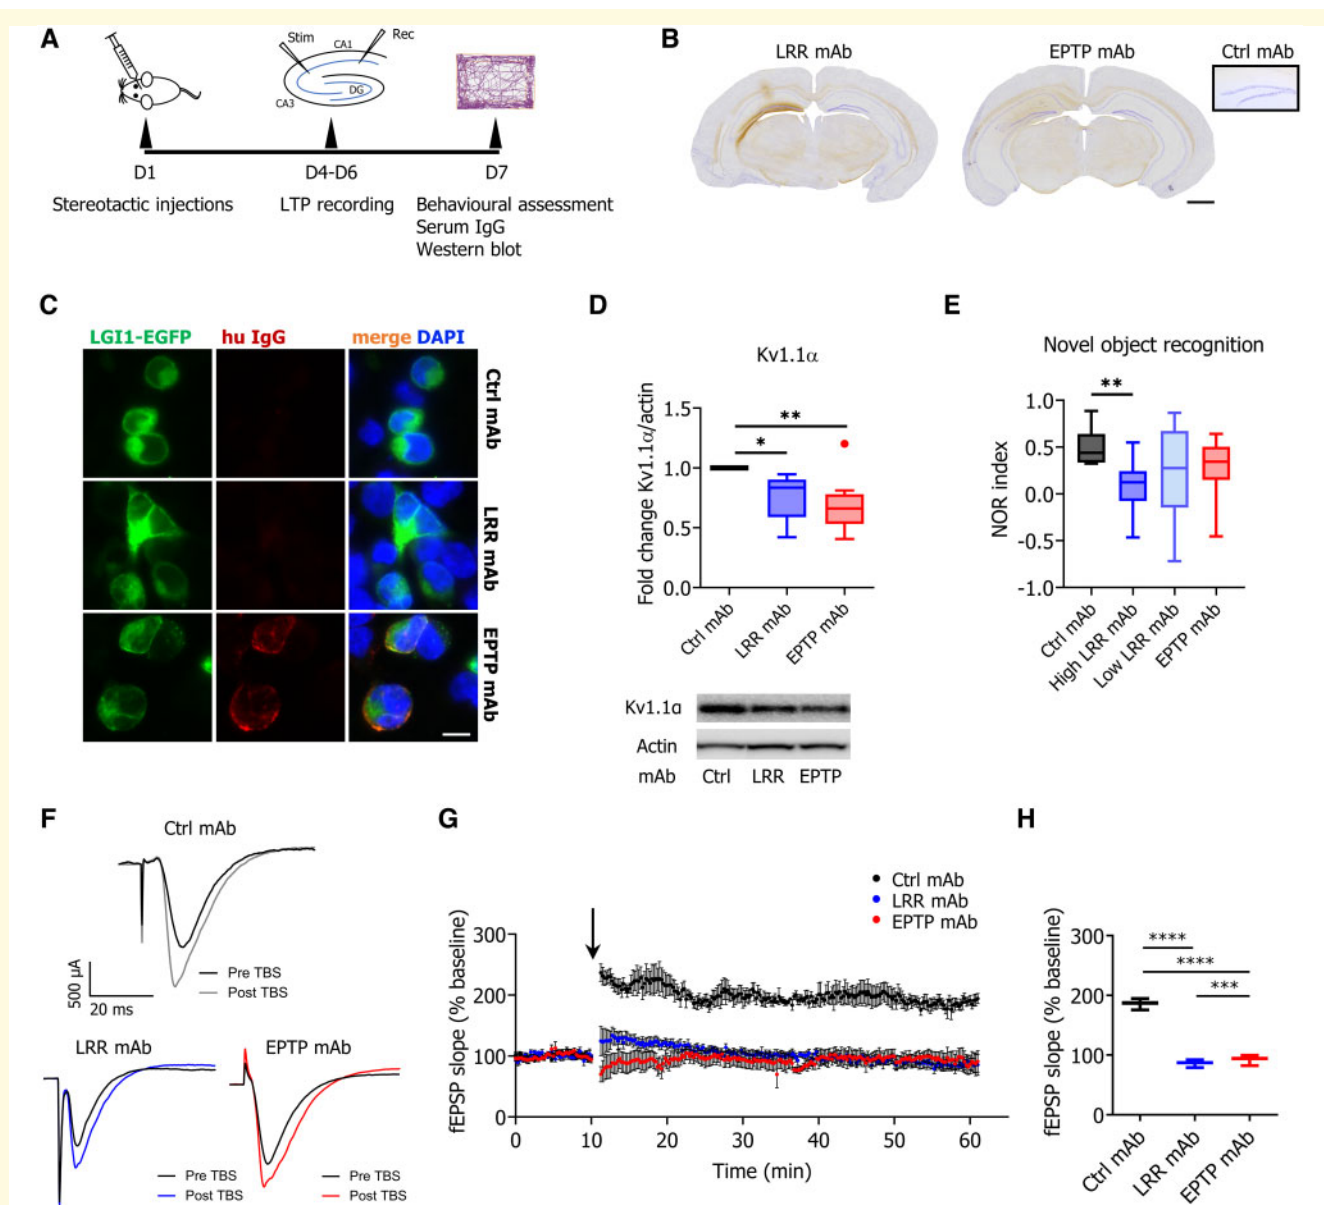 A
Stim
Rec
CA1
DG
CA3
D1
D4-D6
D7
Stereotactic injections
LTP recording
Behavioural assessment
Serum IgG
Western blot
B
LRR mAb
EPTP mAb
Ctrl mAb
C
LGI1-EGFP
hu IgG
merge DAPI
Ctrl mAb
LRR mAb
EPTP mAb
D
Kv1.1α
Fold change Kv1.1α/actin
1.5
1.0
0.5
0.0
**
*
Ctrl mAb
LRR mAb
EPTP mAb
Kv1.1α
Actin
mAb
Ctrl
LRR
EPTP
E
Novel object recognition
NOR index
1.0
0.5
0.0
-0.5
-1.0
**
Ctrl mAb
High LRR mAb
Low LRR mAb
EPTP mAb
F
Ctrl mAb
500 µA
20 ms
Pre TBS
Post TBS
LRR mAb
Pre TBS
Post TBS
EPTP mAb
Pre TBS
Post TBS
G
Ctrl mAb
LRR mAb
EPTP mAb
fEPSP slope (% baseline)
300
200
100
0
0
10
20
30
40
50
60
Time (min)
H
fEPSP slope (% baseline)
300
200
100
0
****
****
***
Ctrl mAb
LRR mAb
EPTP mAb